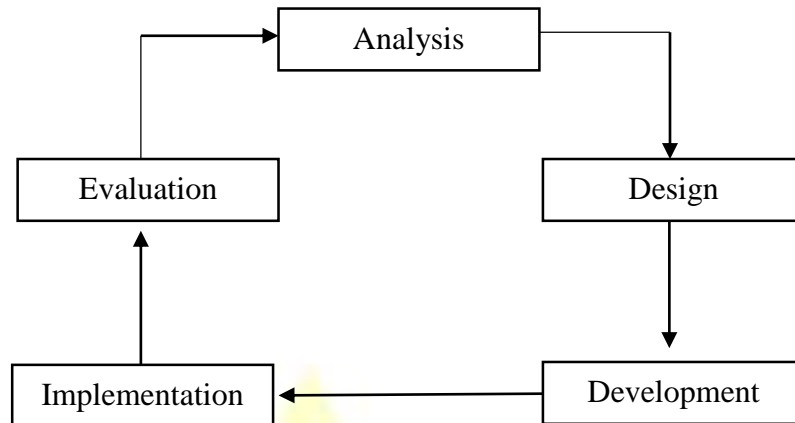 Analysis
Evaluation
Design
Implementation
Development